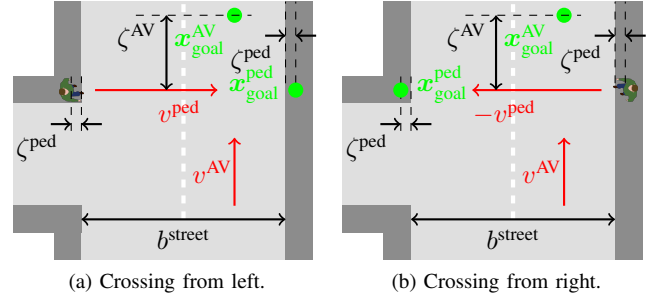 ζ^AV x^AV_goal ζ^ped
x^ped_goal
v^ped
ζ^ped
v^AV
b^street
(a) Crossing from left.
ζ^AV x^AV_goal ζ^ped
x^ped_goal
−v^ped
ζ^ped
v^AV
b^street
(b) Crossing from right.